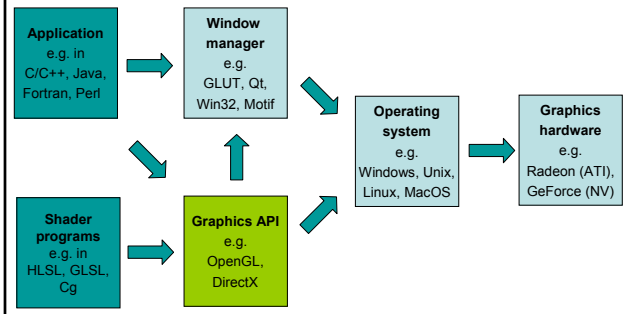 Application
e.g. in
C/C++, Java,
Fortran, Perl
Window
manager
e.g.
GLUT, Qt,
Win32, Motif
Operating
system
e.g.
Windows, Unix,
Linux, MacOS
Graphics
hardware
e.g.
Radeon (ATI),
GeForce (NV)
Shader
programs
e.g. in
HLSL, GLSL,
Cg
Graphics API
e.g.
OpenGL,
DirectX